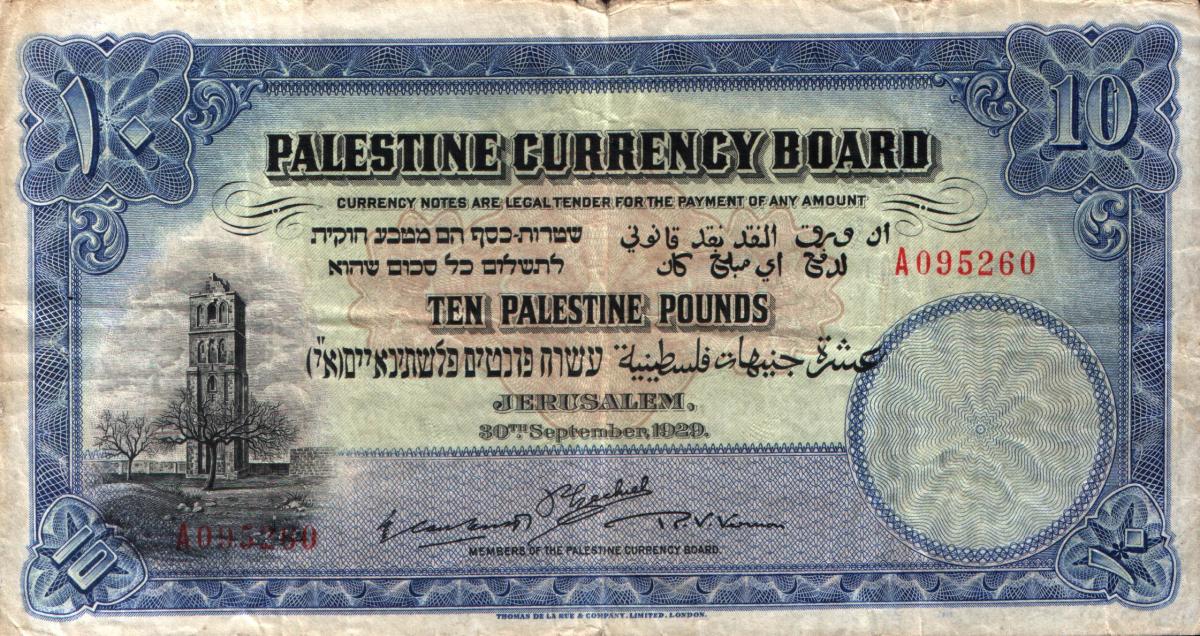 ١٠
10
PALESTINE CURRENCY BOARD
CURRENCY NOTES ARE LEGAL TENDER FOR THE PAYMENT OF ANY AMOUNT
ان ورق النقد نقد قانوني
لدفع اي مبلغ كان
שטרות-כסף הם מטבע חוקית
לתשלום כל סכום שהוא
A095260
TEN PALESTINE POUNDS
عشرة جنيهات فلسطينية
עשרה פונטים פלשתינאיים (א״י)
JERUSALEM,
30TH September, 1929.
A095260
MEMBERS OF THE PALESTINE CURRENCY BOARD.
10
١٠
THOMAS DE LA RUE & COMPANY, LIMITED, LONDON.